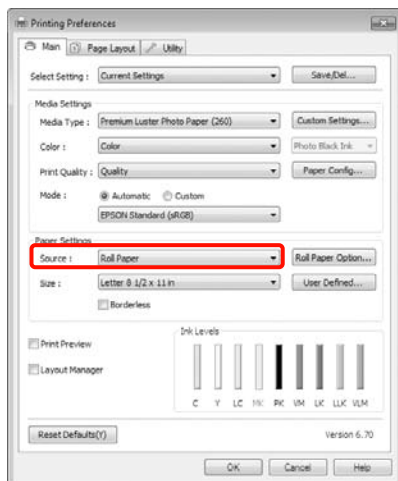 Printing Preferences
Main Page Layout Utility
Select Setting : Current Settings Save/Del...
Media Settings
Media Type : Premium Luster Photo Paper (260) Custom Settings...
Color : Color Photo Black Ink
Print Quality : Quality Paper Config...
Mode : Automatic Custom
EPSON Standard (sRGB)
Paper Settings
Source : Roll Paper Roll Paper Option...
Size : Letter 8 1/2 x 11 in User Defined...
Borderless
Print Preview
Layout Manager
Ink Levels
C Y LC MK PK VM LK LLK VLM
Reset Defaults(Y) Version 6.70
OK Cancel Help